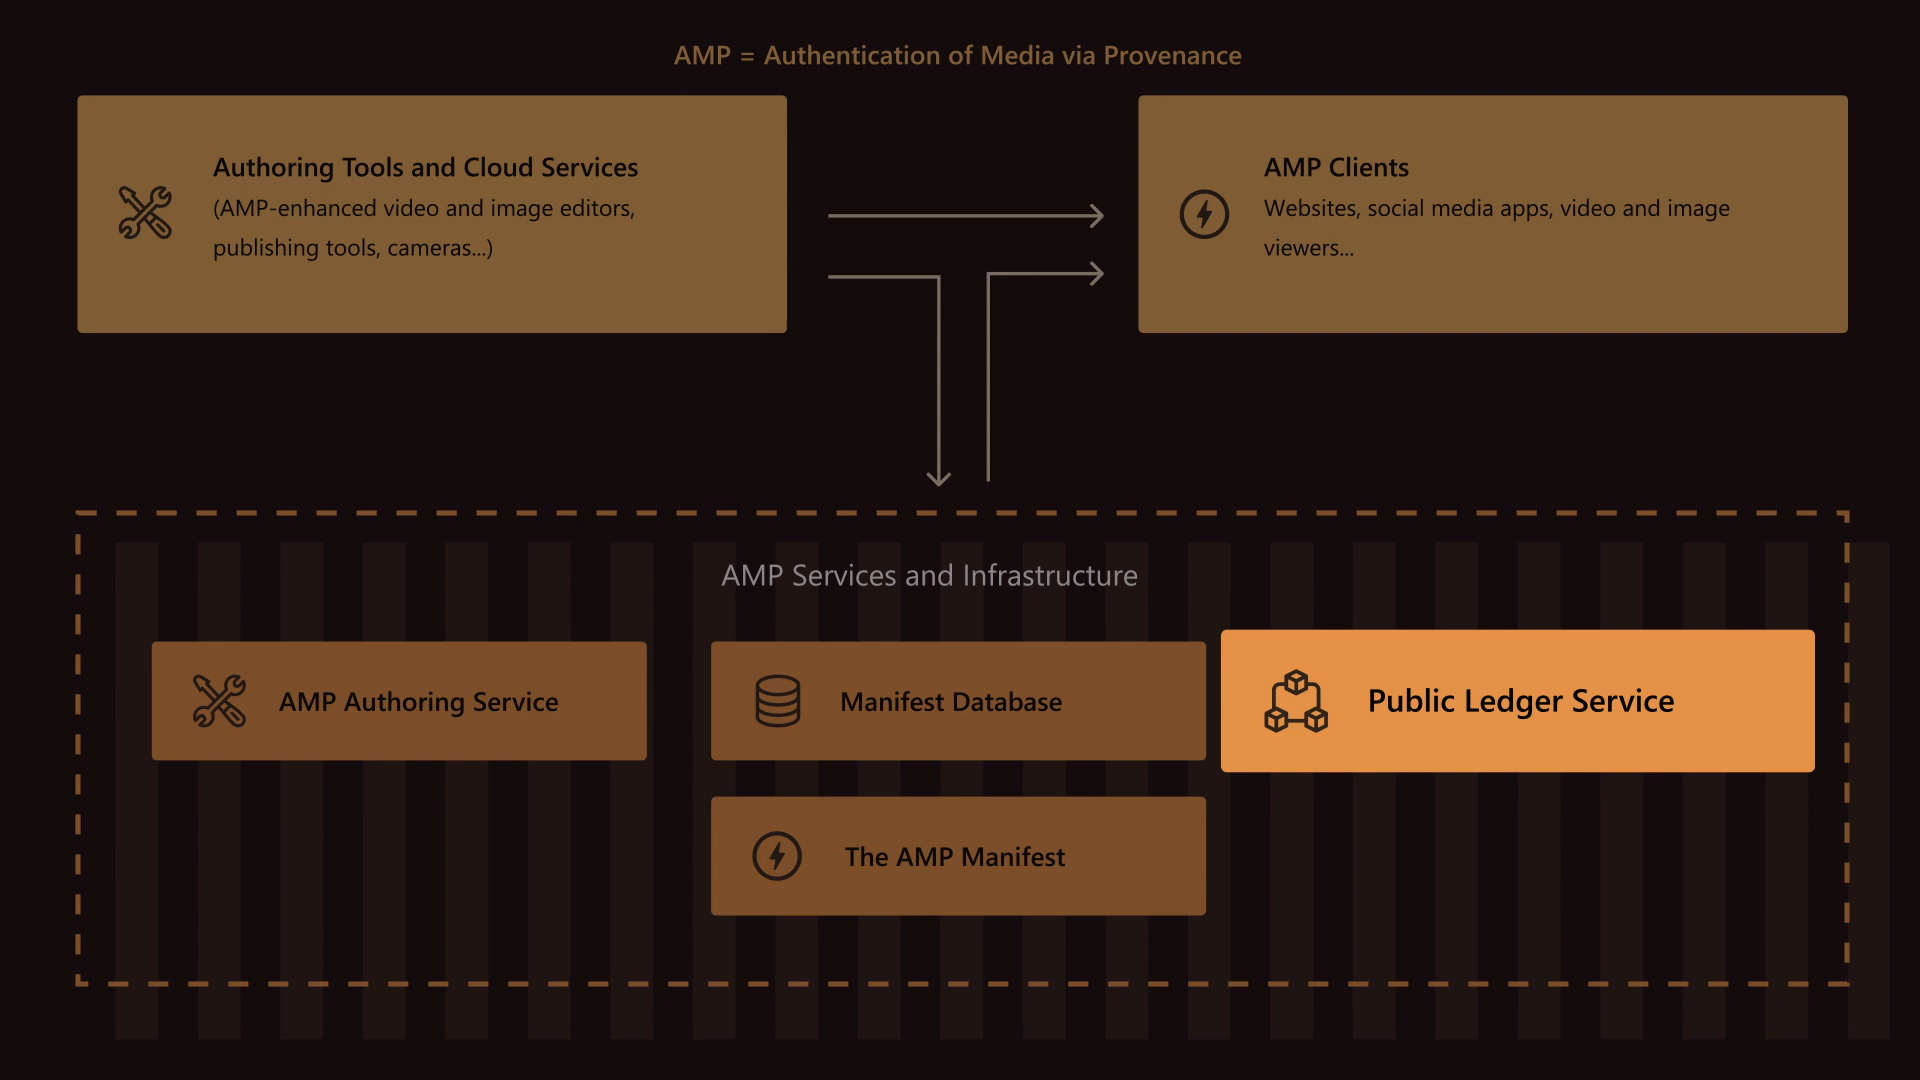 AMP = Authentication of Media via Provenance
Authoring Tools and Cloud Services
(AMP-enhanced video and image editors,
publishing tools, cameras...)
AMP Clients
Websites, social media apps, video and image
viewers...
AMP Services and Infrastructure
AMP Authoring Service
Manifest Database
Public Ledger Service
The AMP Manifest